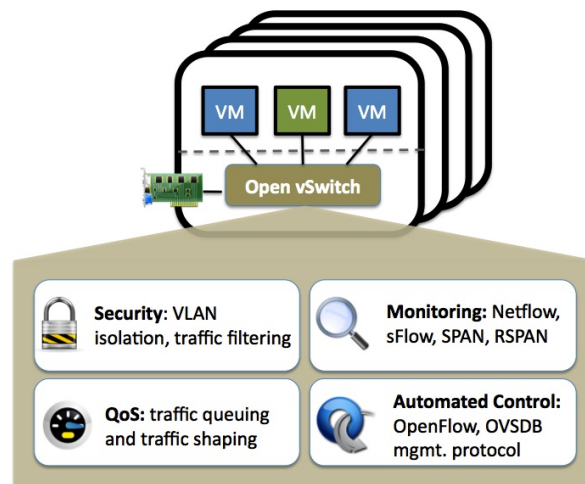 VM VM VM
Open vSwitch
Security: VLAN
isolation, traffic filtering
Monitoring: Netflow,
sFlow, SPAN, RSPAN
QoS: traffic queuing
and traffic shaping
Automated Control:
OpenFlow, OVSDB
mgmt. protocol